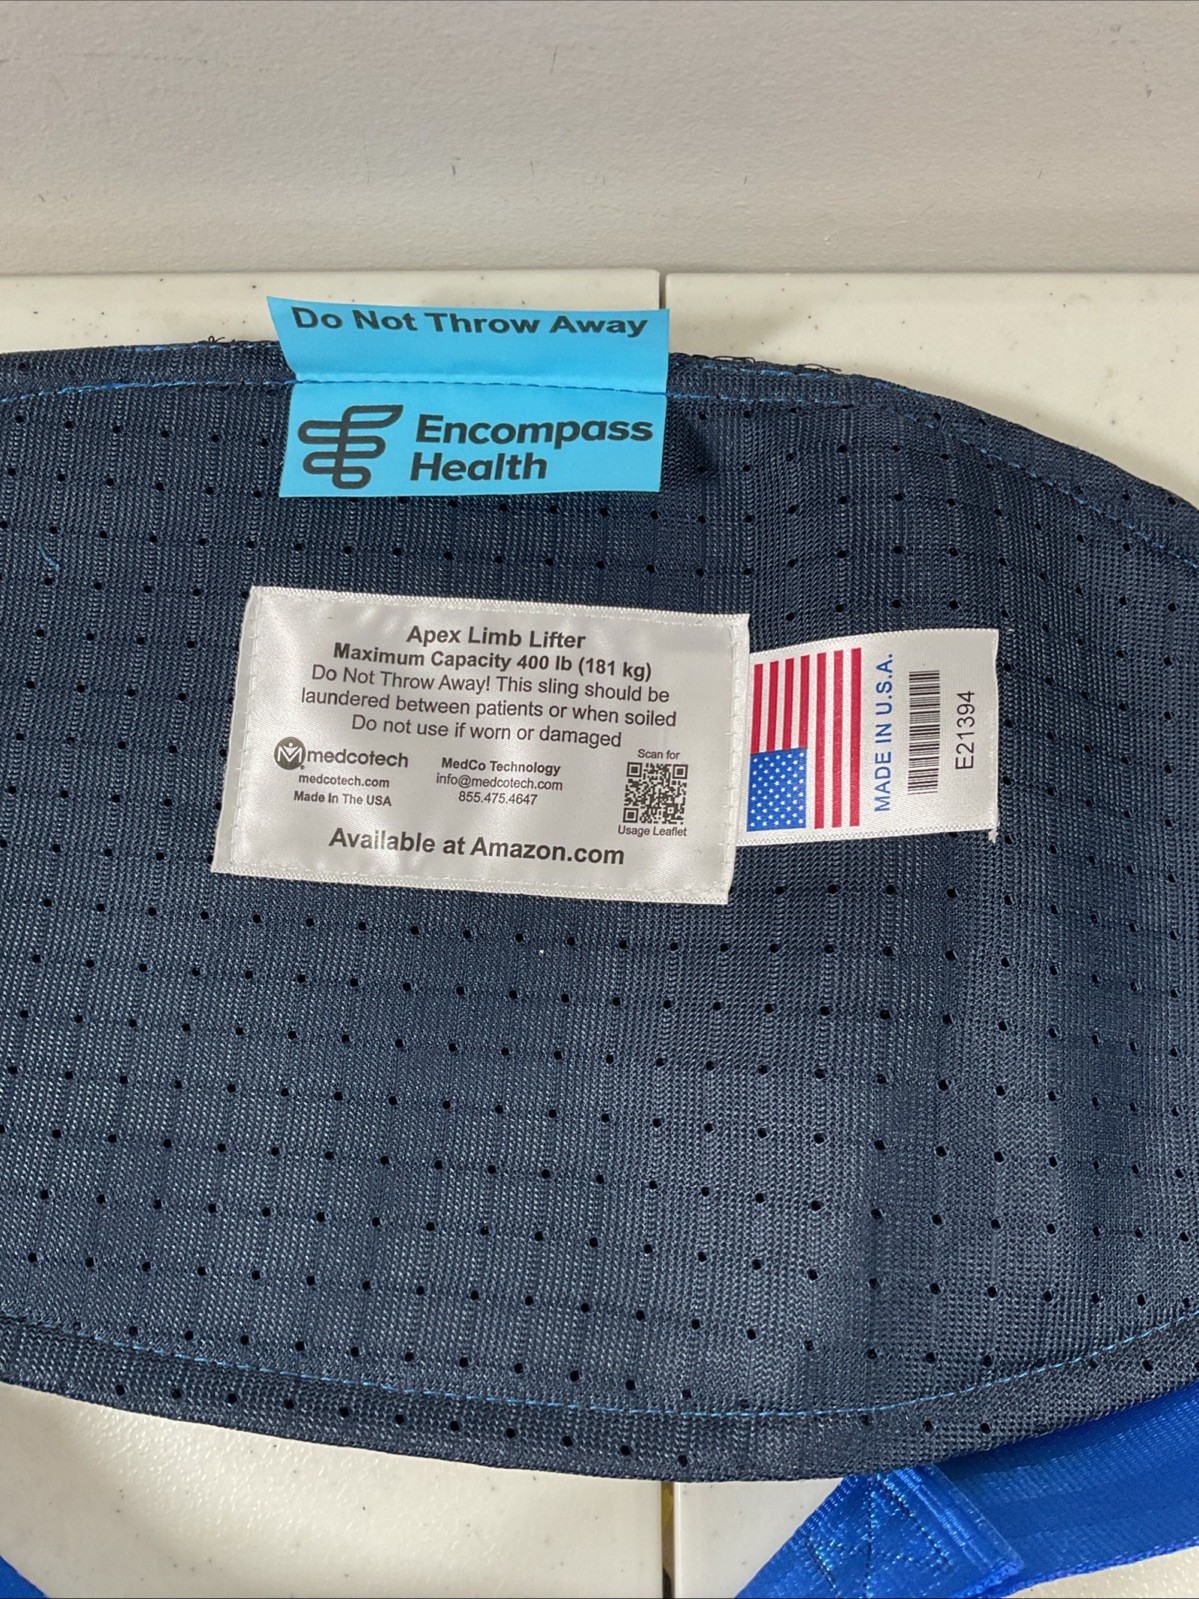 Do Not Throw Away
Encompass
Health
Apex Limb Lifter
Maximum Capacity 400 lb (181 kg)
Do Not Throw Away! This sling should be
laundered between patients or when soiled
Do not use if worn or damaged
medcotech
medcotech.com
Made In The USA
MedCo Technology
info@medcotech.com
855.475.4647
Scan for
Usage Leaflet
Available at Amazon.com
MADE IN U.S.A.
E21394